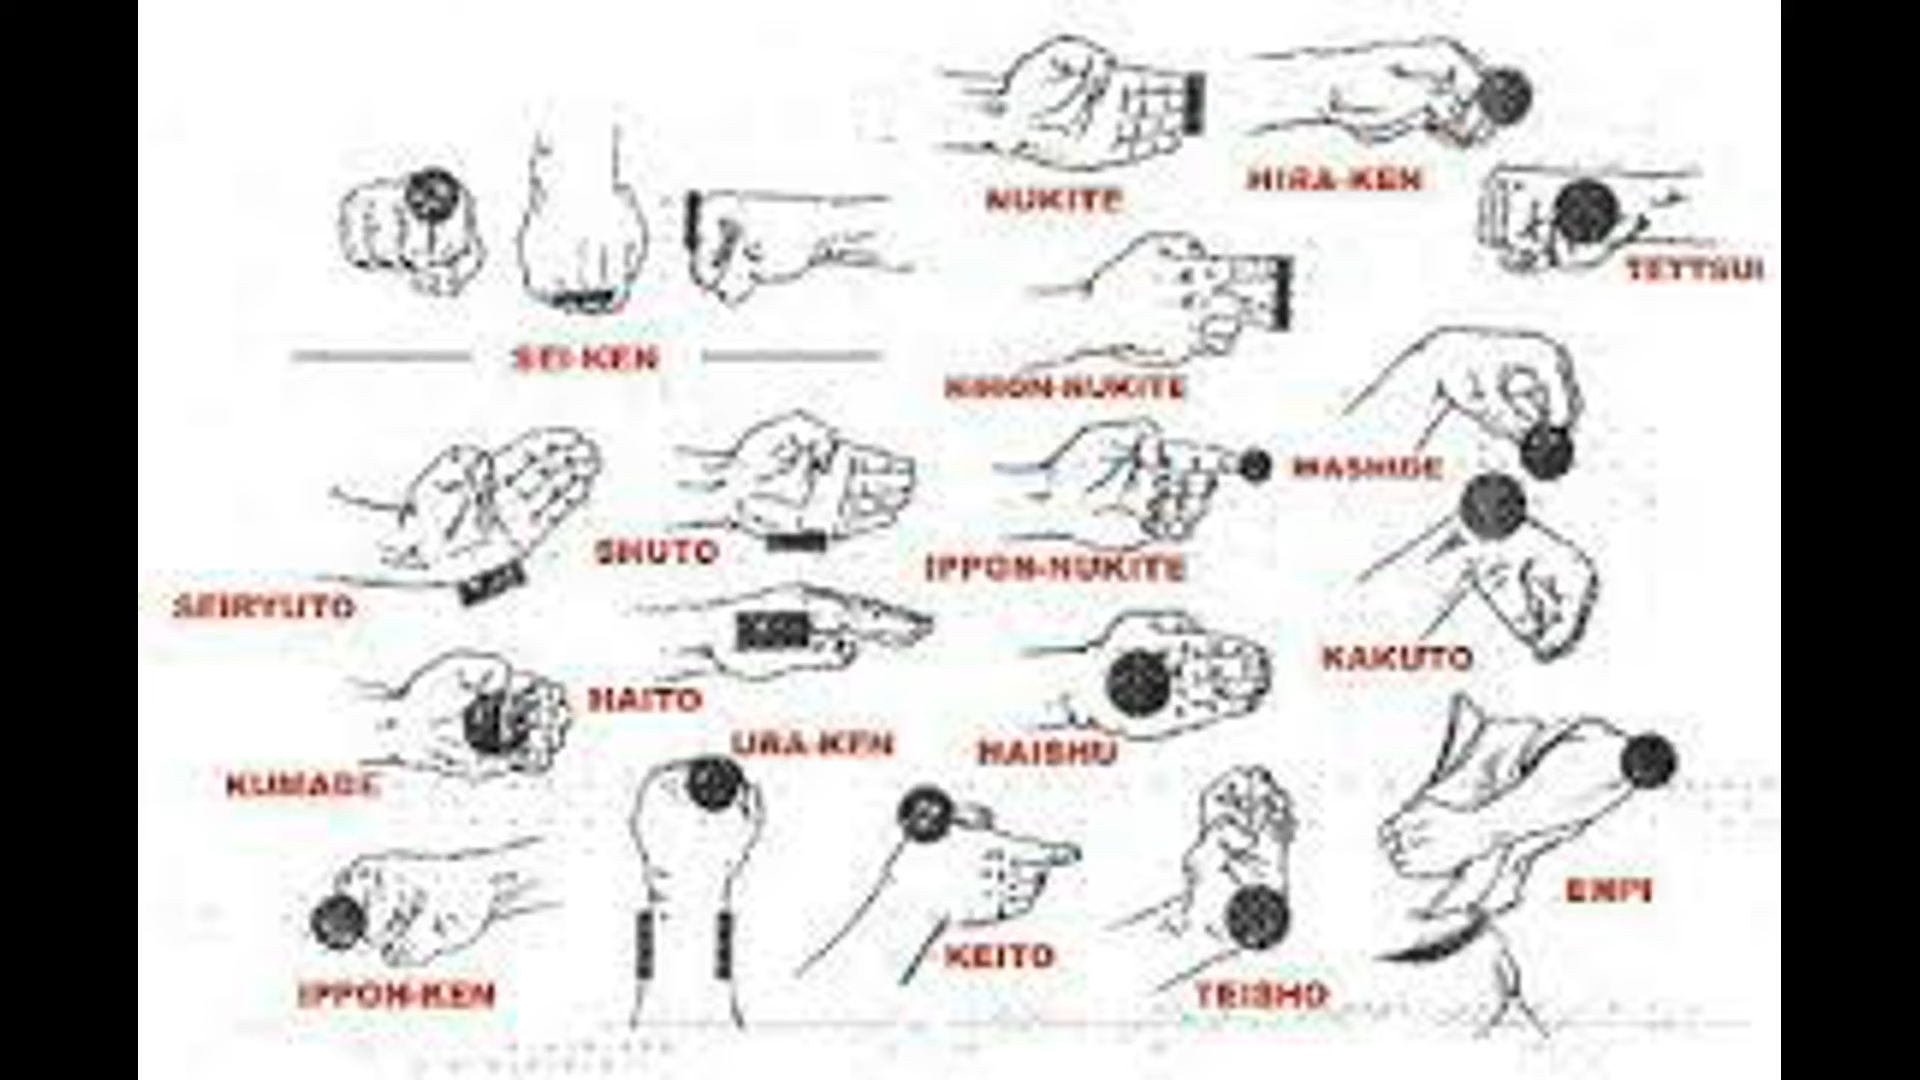 NUKITE
HIRA-KEN
TETTSUI
SEI-KEN
NIHON-NUKITE
WASHIDE
SHUTO
IPPON-NUKITE
SEIRYUTO
KAKUTO
HAITO
URA-KEN
HAISHU
KUMADE
ENPI
KEITO
IPPON-KEN
TEISHO